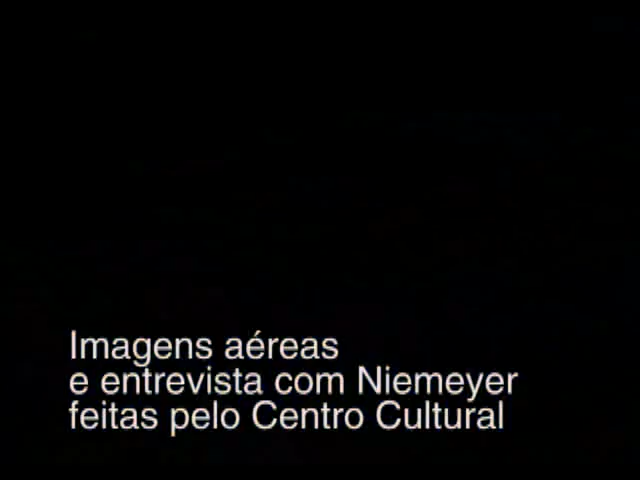 Imagens aéreas
e entrevista com Niemeyer
feitas pelo Centro Cultural